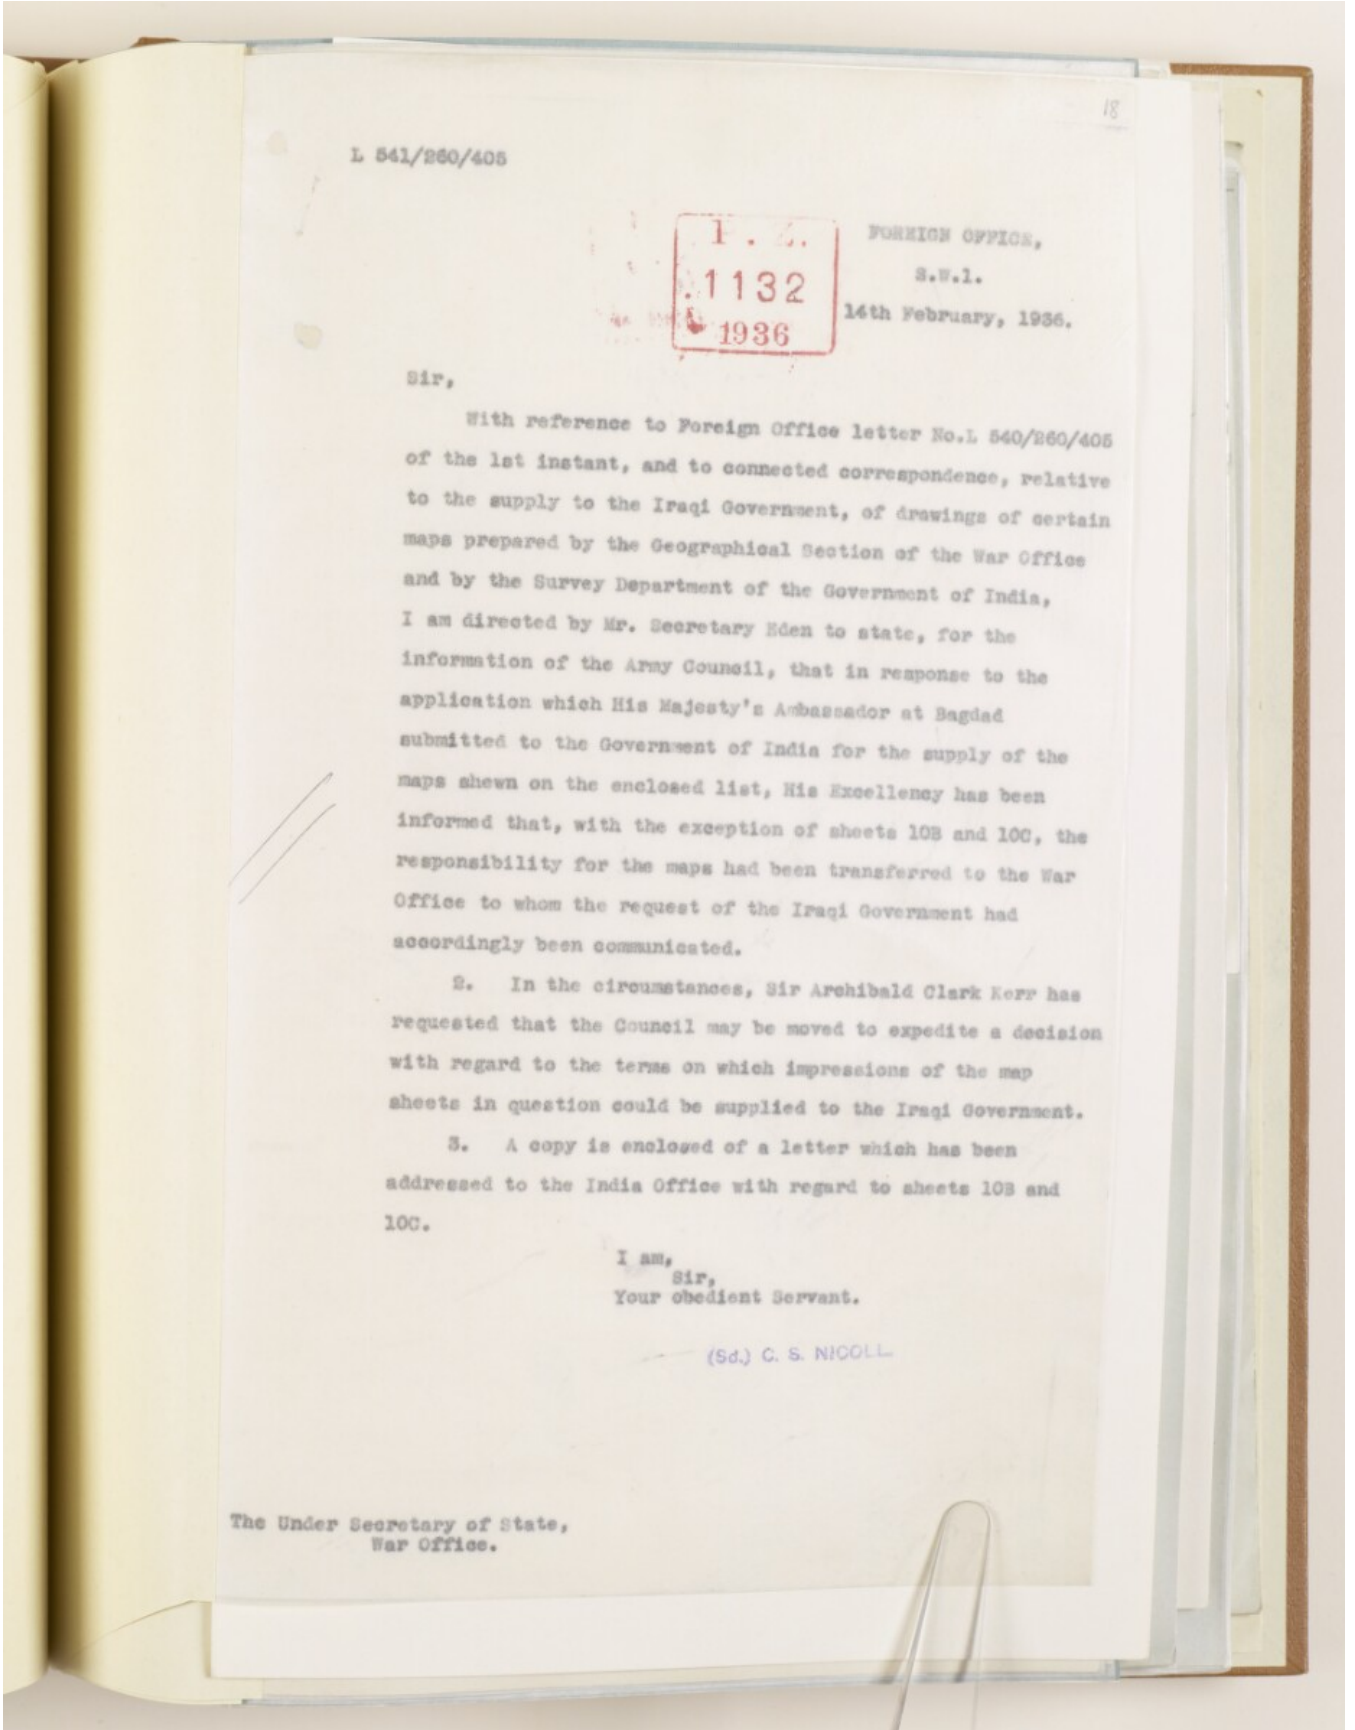 18
L 541/260/405
P. Z.
1132
1936
FOREIGN OFFICE,
S.W.1.
14th February, 1936.
Sir,
With reference to Foreign Office letter No.L 540/260/405
of the 1st instant, and to connected correspondence, relative
to the supply to the Iraqi Government, of drawings of certain
maps prepared by the Geographical Section of the War Office
and by the Survey Department of the Government of India,
I am directed by Mr. Secretary Eden to state, for the
information of the Army Council, that in response to the
application which His Majesty's Ambassador at Bagdad
submitted to the Government of India for the supply of the
maps shewn on the enclosed list, His Excellency has been
informed that, with the exception of sheets 10B and 10C, the
responsibility for the maps had been transferred to the War
Office to whom the request of the Iraqi Government had
accordingly been communicated.
2. In the circumstances, Sir Archibald Clark Kerr has
requested that the Council may be moved to expedite a decision
with regard to the terms on which impressions of the map
sheets in question could be supplied to the Iraqi Government.
3. A copy is enclosed of a letter which has been
addressed to the India Office with regard to sheets 10B and
10C.
I am,
Sir,
Your obedient Servant.
(Sd.) C. S. NICOLL.
The Under Secretary of State,
War Office.